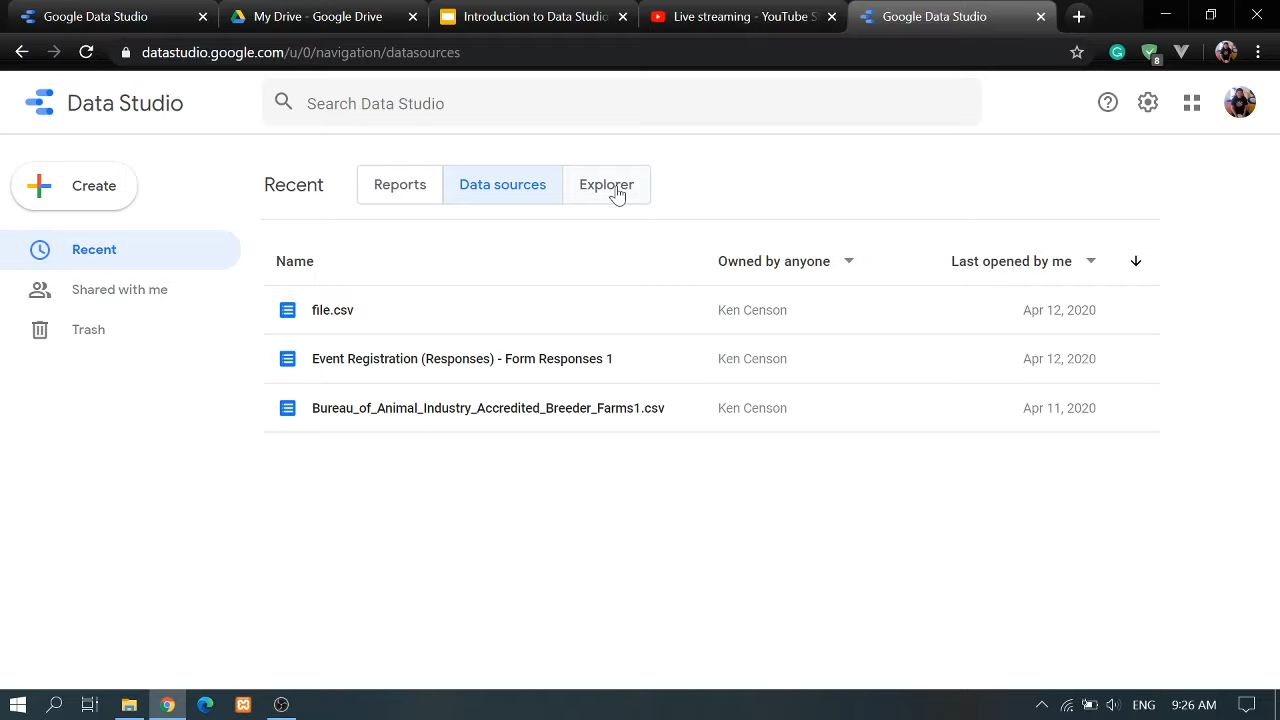 Google Data Studio
My Drive - Google Drive
Introduction to Data Studio
Live streaming - YouTube S
Google Data Studio
datastudio.google.com/u/0/navigation/datasources
8
Data Studio
Search Data Studio
Create
Recent
Shared with me
Trash
Recent
Reports
Data sources
Explorer
Name
Owned by anyone
Last opened by me
file.csv
Ken Censon
Apr 12, 2020
Event Registration (Responses) - Form Responses 1
Ken Censon
Apr 12, 2020
Bureau_of_Animal_Industry_Accredited_Breeder_Farms1.csv
Ken Censon
Apr 11, 2020
ENG
9:26 AM